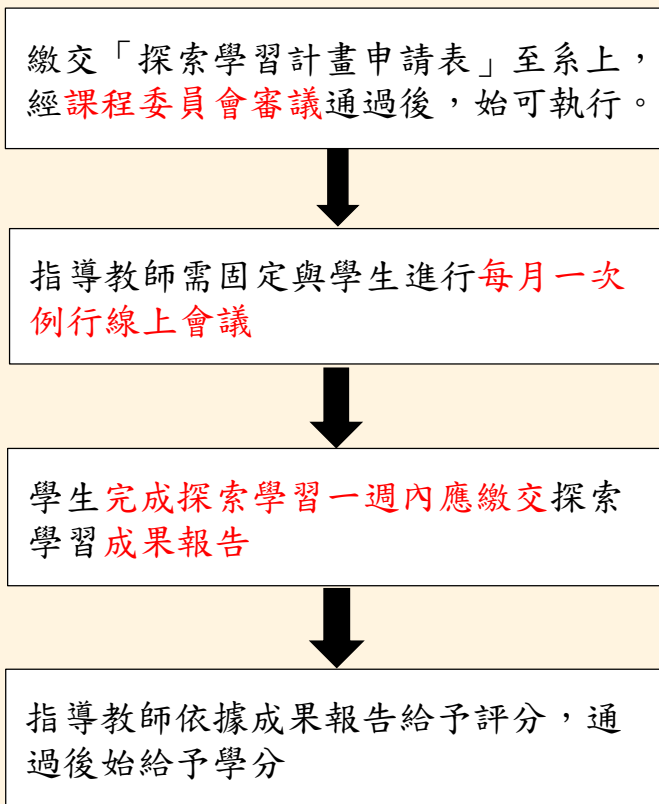 繳交「探索學習計畫申請表」至系上，
經課程委員會審議通過後，始可執行。
指導教師需固定與學生進行每月一次
例行線上會議
學生完成探索學習一週內應繳交探索
學習成果報告
指導教師依據成果報告給予評分，通
過後始給予學分